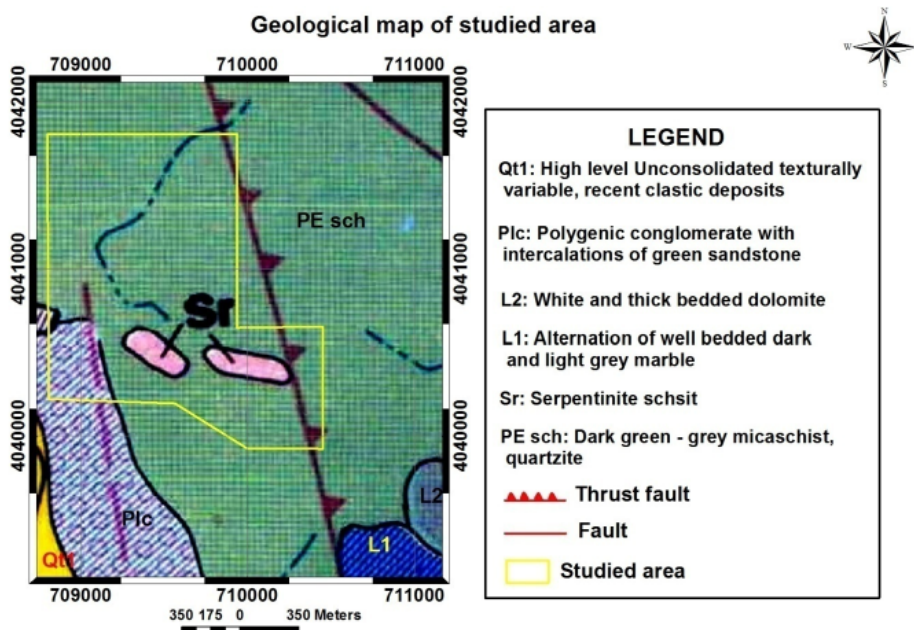 Geological map of studied area
N
W
E
S
709000 710000 711000
4042000 4042000
4041000 4041000
4040000 4040000
PE sch
Sr
Plc
Qt1
L1
L2
709000 710000 711000
350 175 0 350 Meters
LEGEND
Qt1: High level Unconsolidated texturally
variable, recent clastic deposits
Plc: Polygenic conglomerate with
intercalations of green sandstone
L2: White and thick bedded dolomite
L1: Alternation of well bedded dark
and light grey marble
Sr: Serpentinite schsit
PE sch: Dark green - grey micaschist,
quartzite
Thrust fault
Fault
Studied area